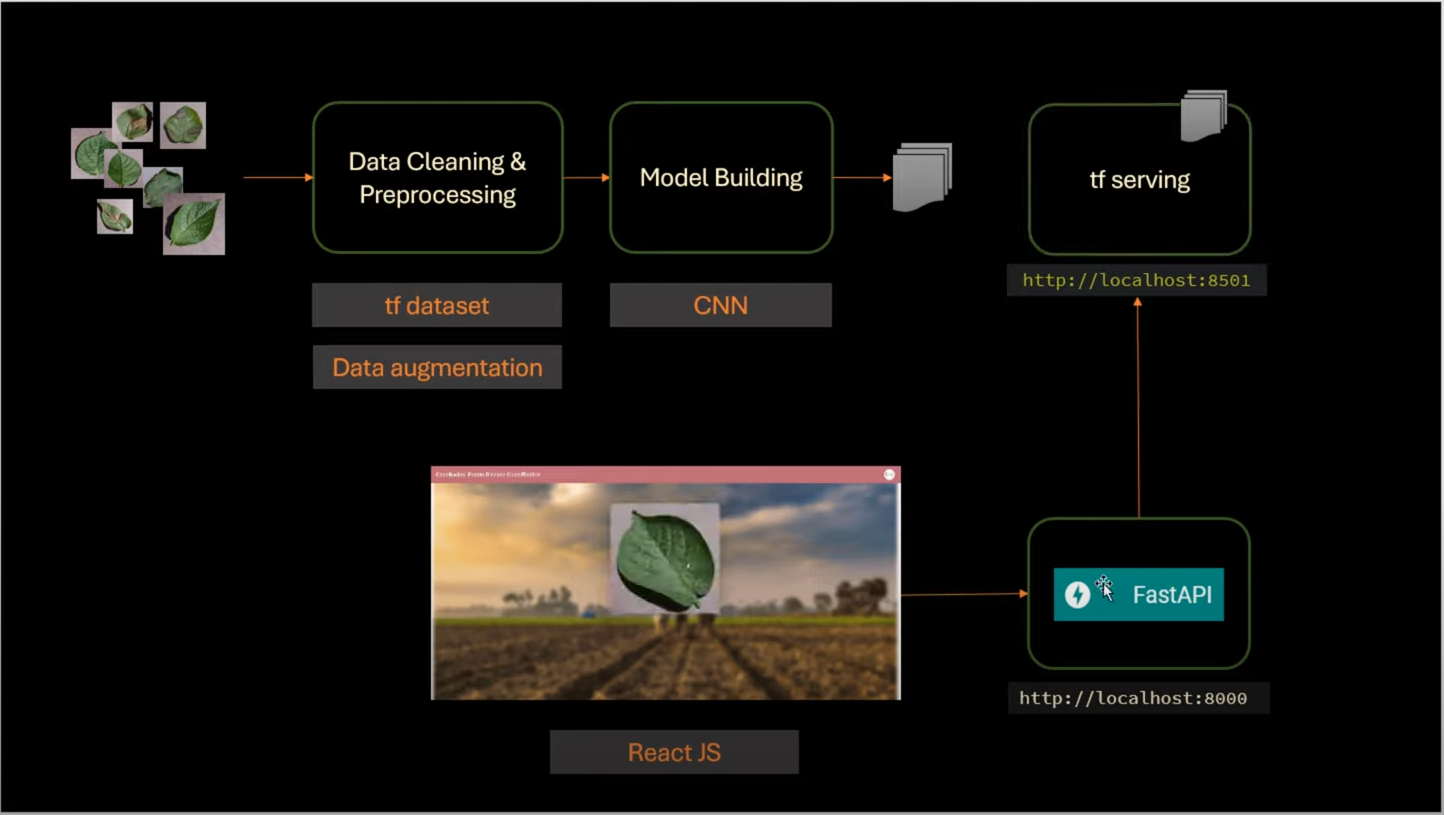 Data Cleaning &
Preprocessing
Model Building
tf serving
http://localhost:8501
tf dataset
CNN
Data augmentation
FastAPI
http://localhost:8000
React JS